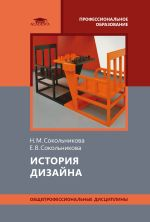 ПРОФЕССИОНАЛЬНОЕ
ОБРАЗОВАНИЕ
Н. М. СОКОЛЬНИКОВА
Е. В. СОКОЛЬНИКОВА
ИСТОРИЯ
ДИЗАЙНА
ОБЩЕПРОФЕССИОНАЛЬНЫЕ ДИСЦИПЛИНЫ